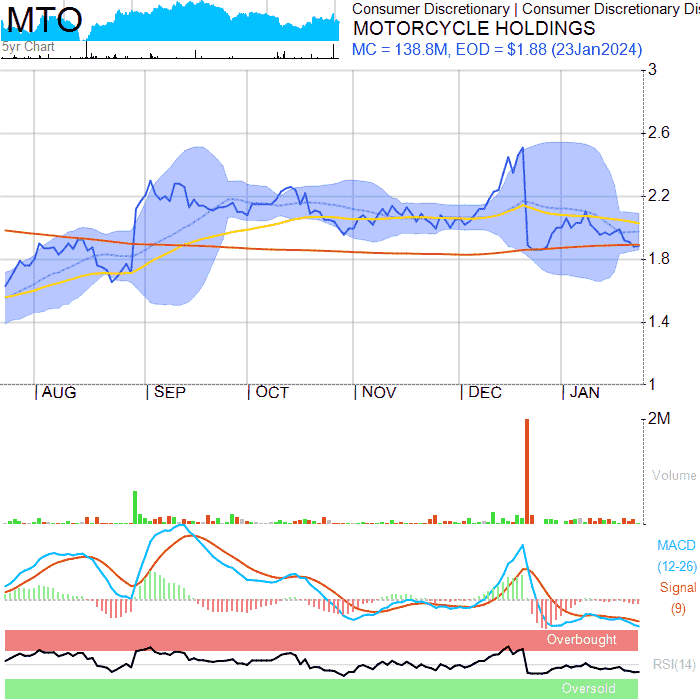 MTO
5yr Chart
Consumer Discretionary | Consumer Discretionary Dis
MOTORCYCLE HOLDINGS
MC = 138.8M, EOD = $1.88 (23Jan2024)
3
2.6
2.2
1.8
1.4
1
AUG SEP OCT NOV DEC JAN
2M
Volume
MACD
(12-26)
Signal
(9)
Overbought
RSI(14)
Oversold